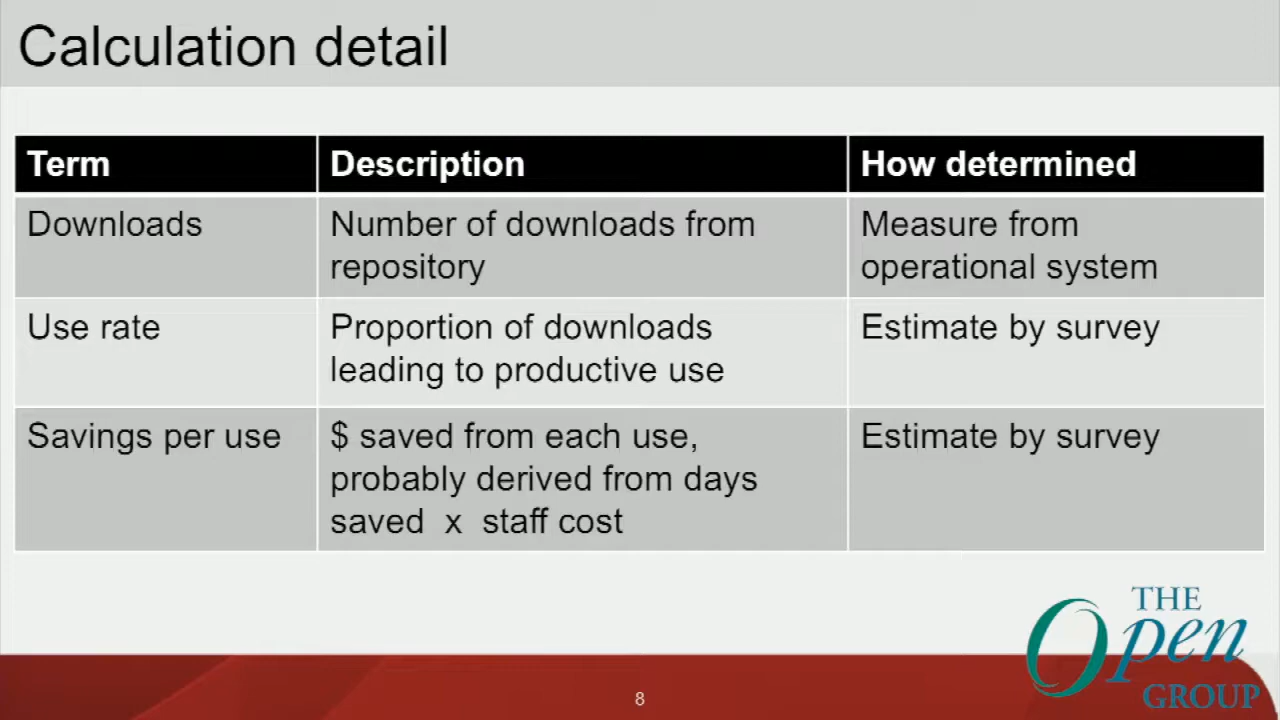 Calculation detail
Term Description How determined
Downloads Number of downloads from Measure from
repository operational system
Use rate Proportion of downloads Estimate by survey
leading to productive use
Savings per use $ saved from each use, Estimate by survey
probably derived from days
saved x staff cost
THE
Open
GROUP
8